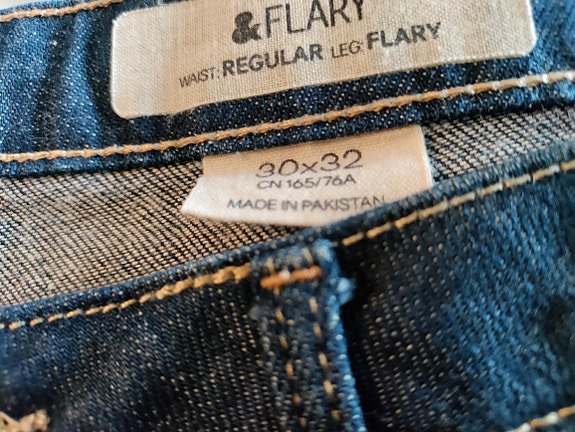 &FLARY
WAIST: REGULAR LEG: FLARY
30x32
CN 165/76A
MADE IN PAKISTAN